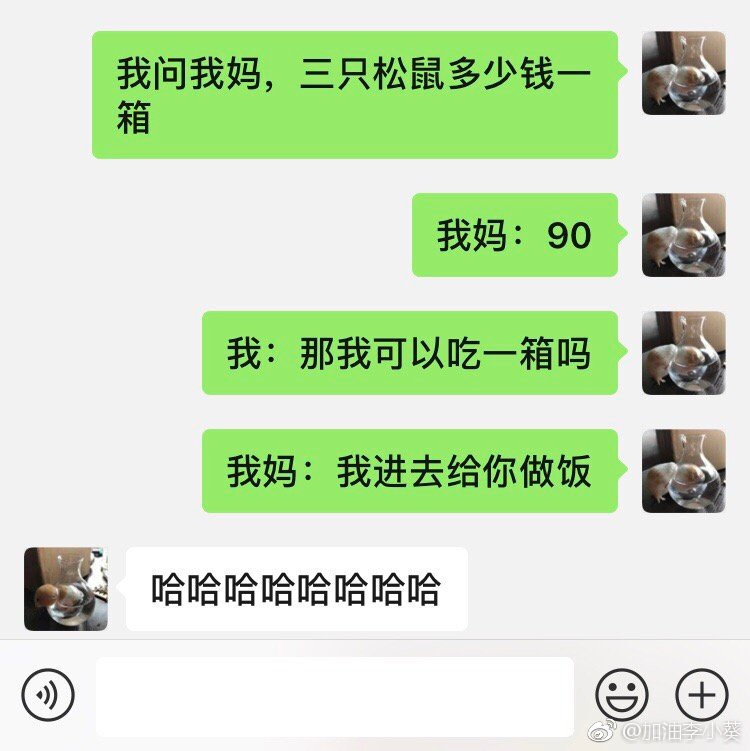 我问我妈，三只松鼠多少钱一
箱
我妈：90
我：那我可以吃一箱吗
我妈：我进去给你做饭
哈哈哈哈哈哈哈哈
@加油李小葵